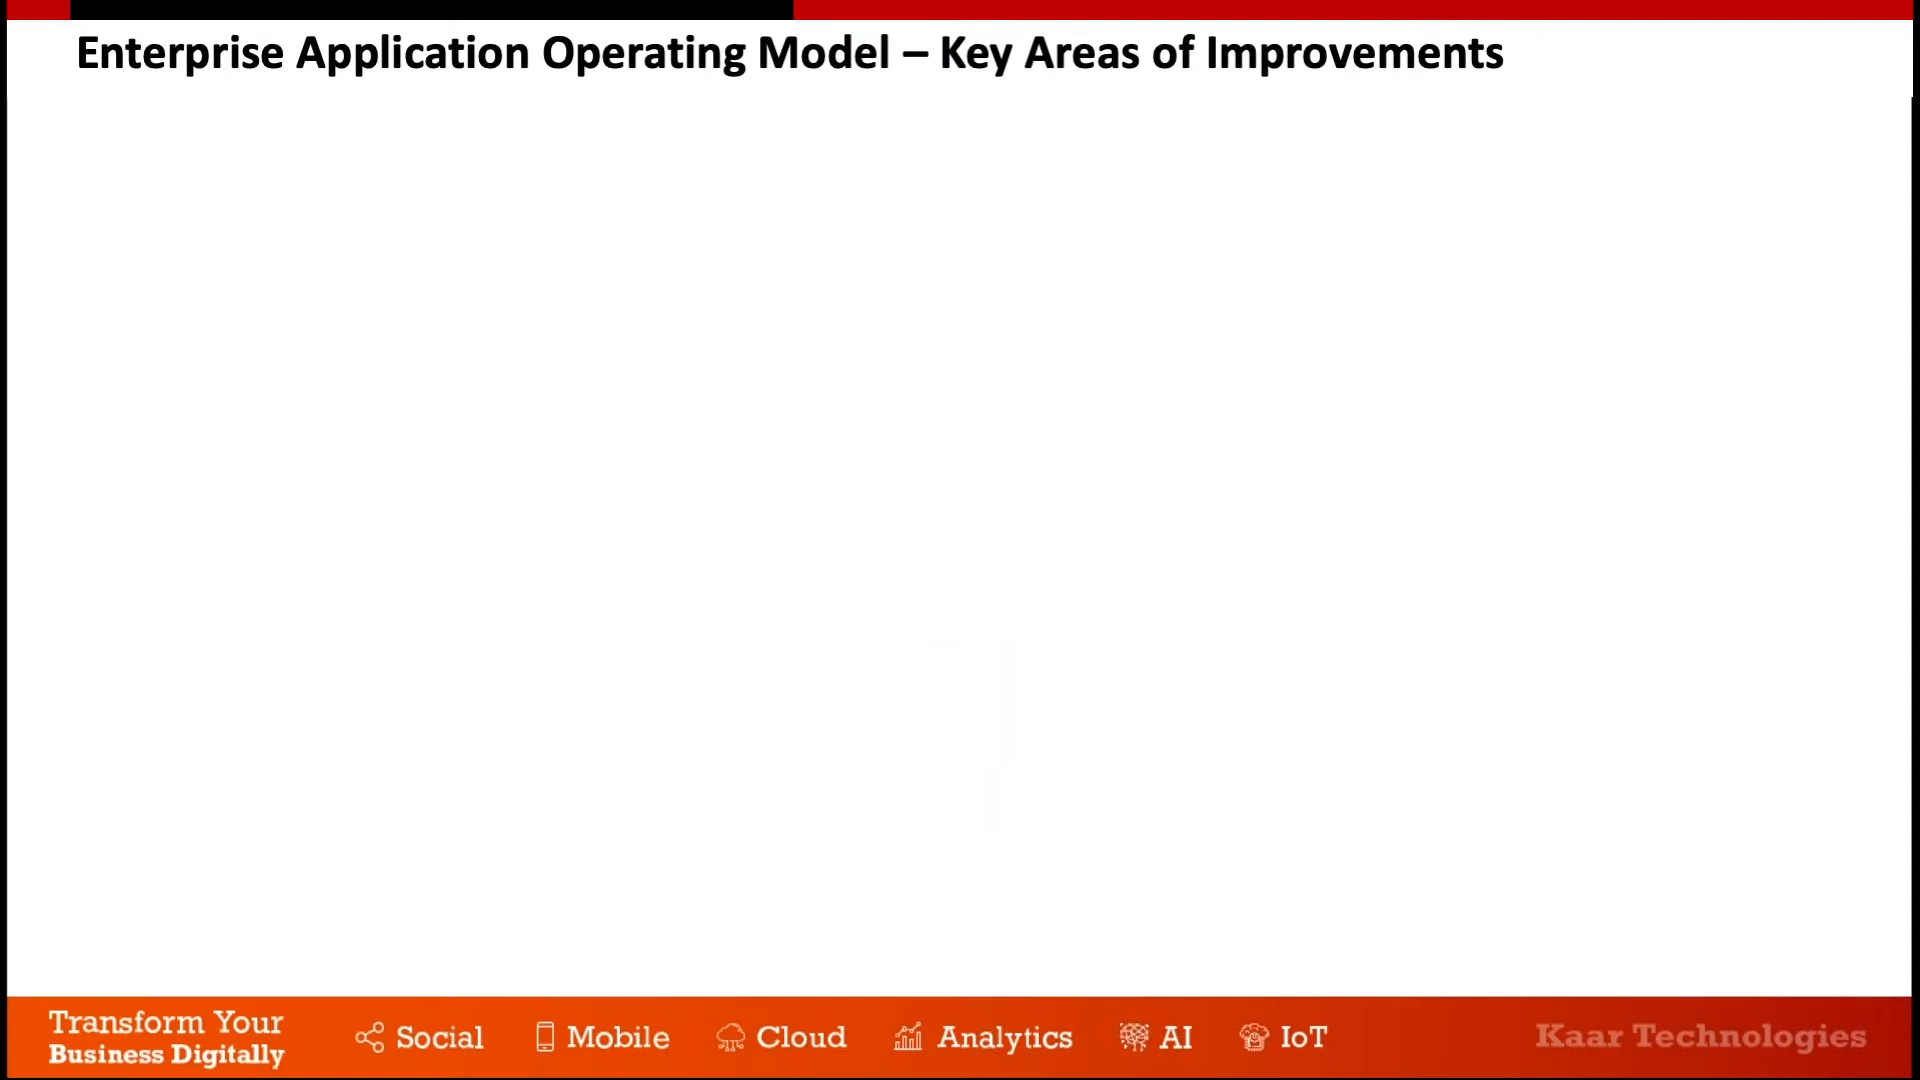 Enterprise Application Operating Model – Key Areas of Improvements
Transform Your
Business Digitally
Social
Mobile
Cloud
Analytics
AI
IoT
Kaar Technologies